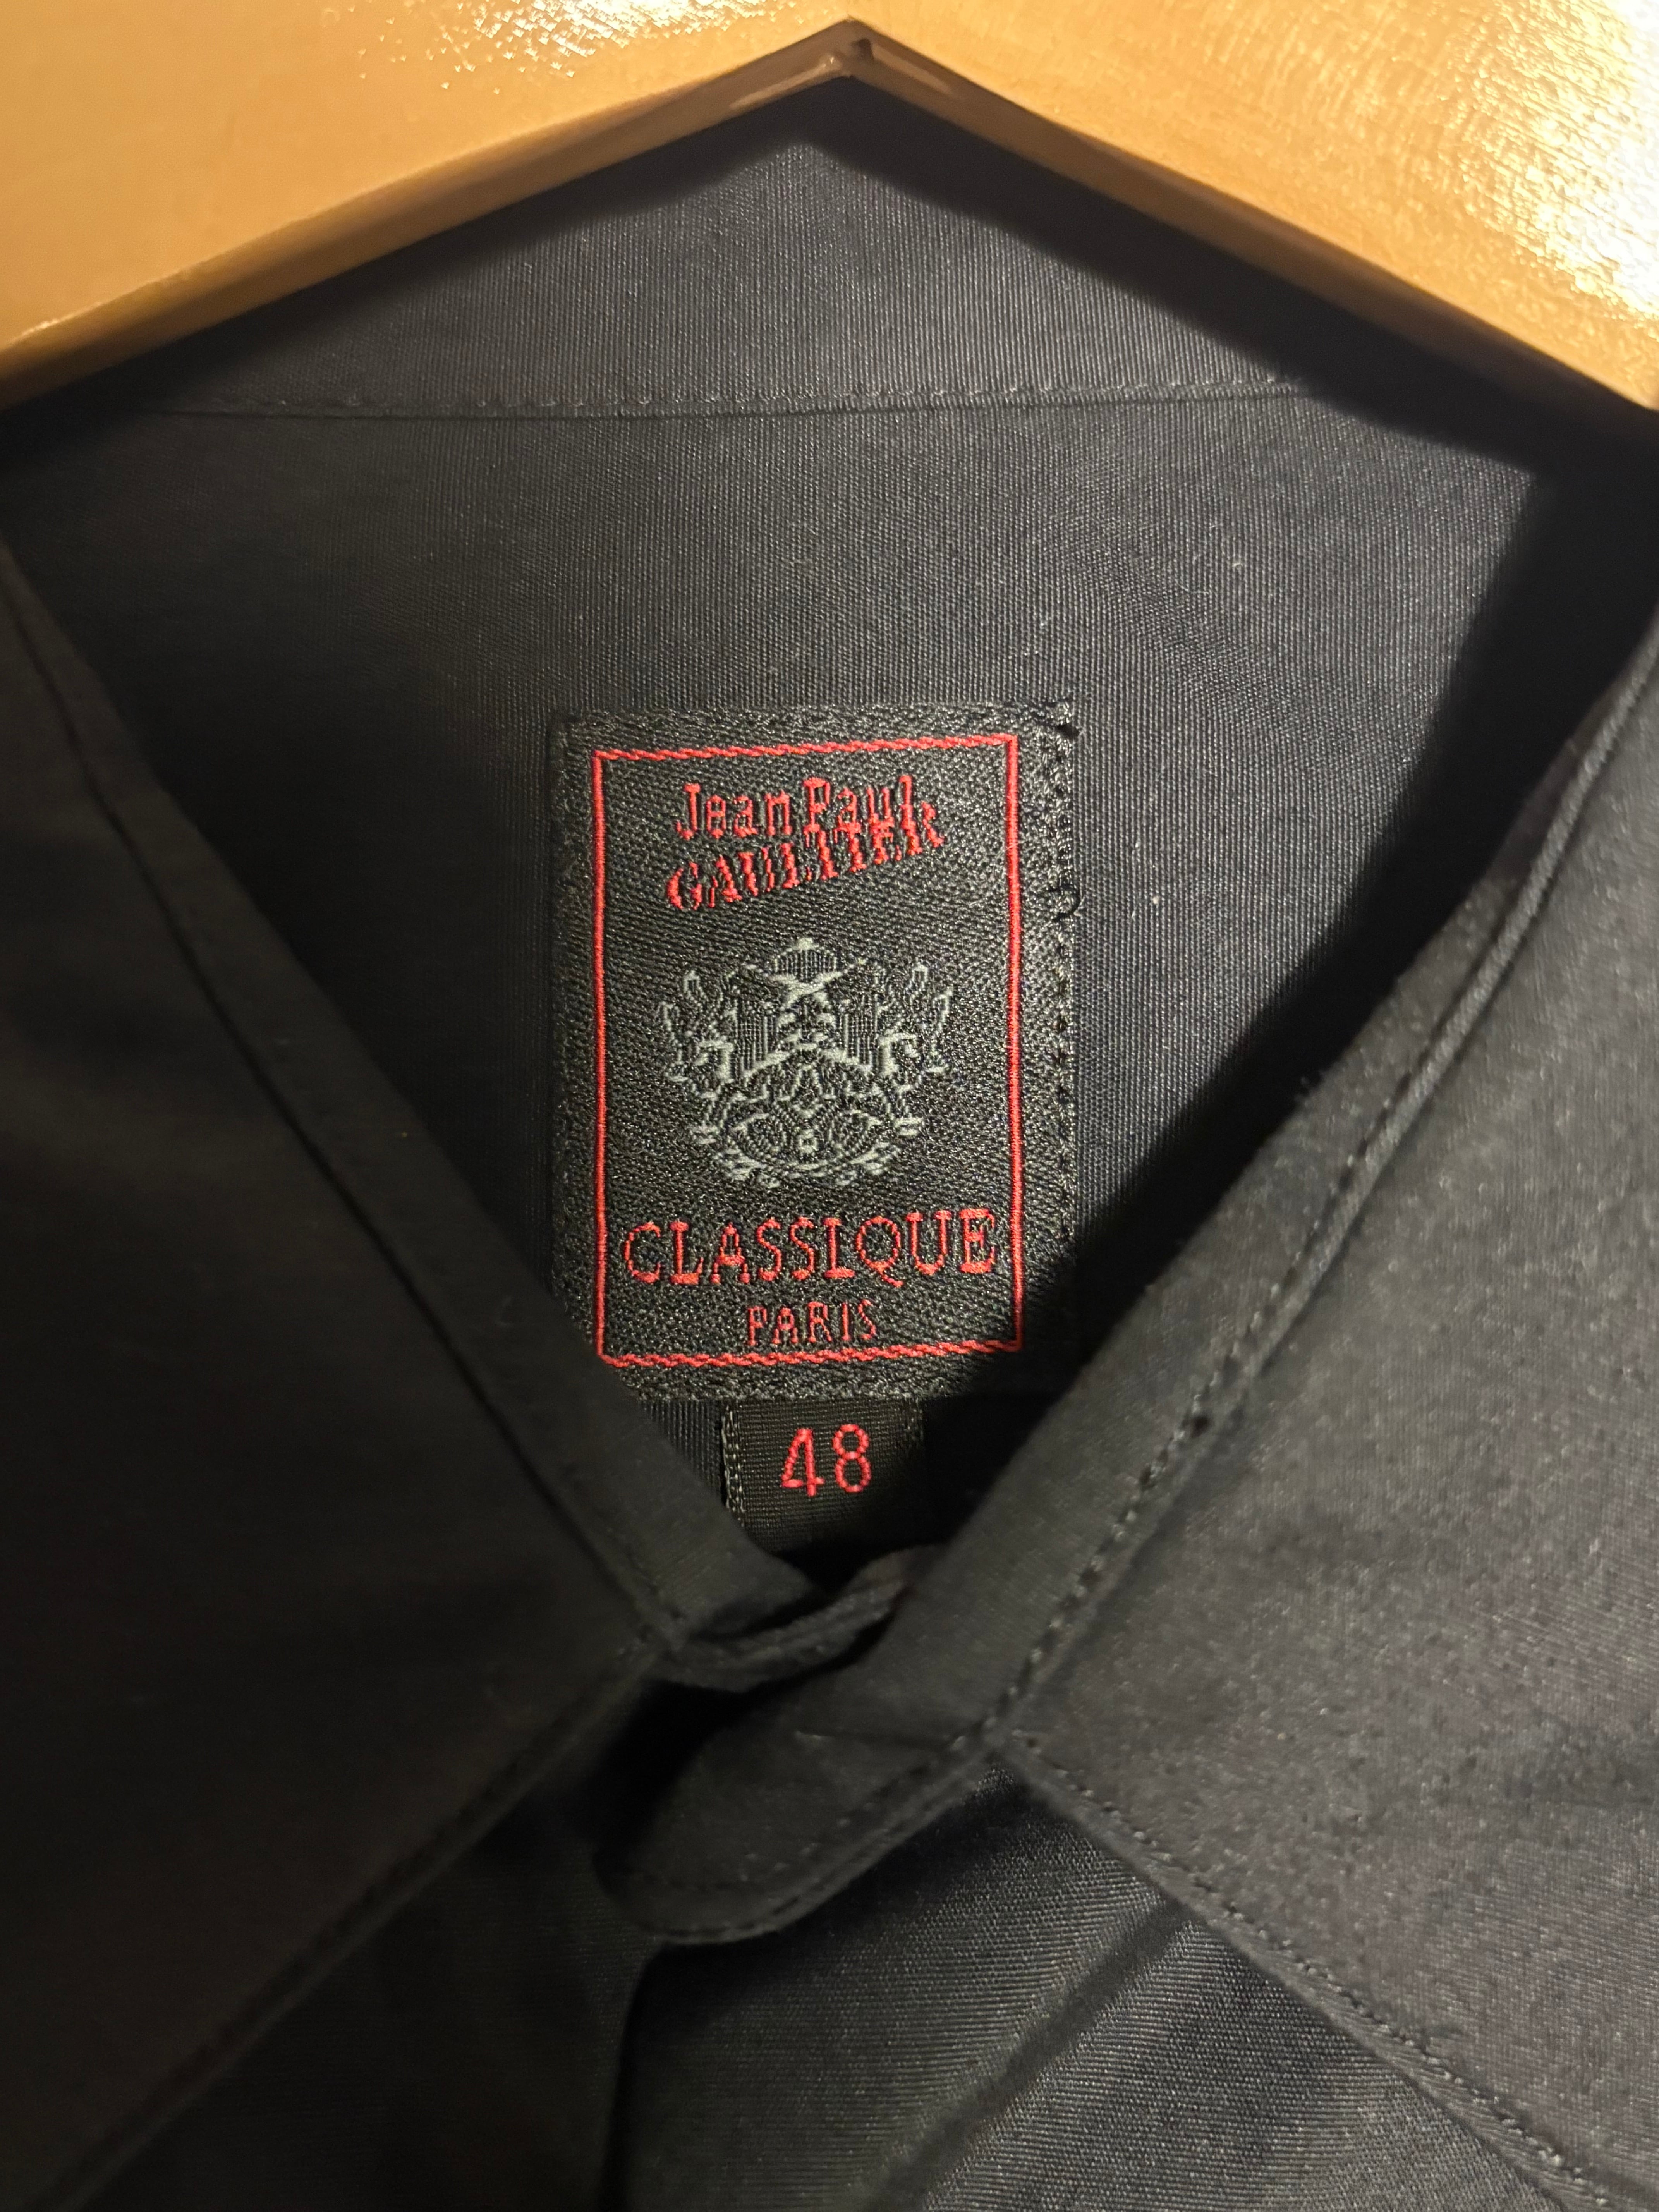 Jean Paul
GAULTIER
CLASSIQUE
PARIS
48